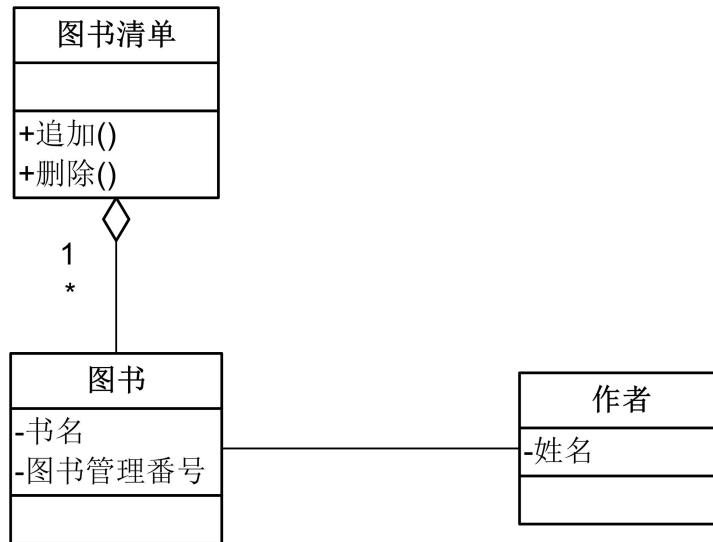 图书清单
+追加()
+删除()
1
*
图书
-书名
-图书管理番号
作者
-姓名